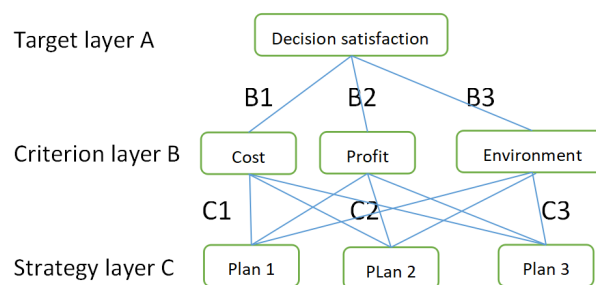 Target layer A
Decision satisfaction
B1
B2
B3
Criterion layer B
Cost
Profit
Environment
C1
C2
C3
Strategy layer C
Plan 1
PLan 2
Plan 3